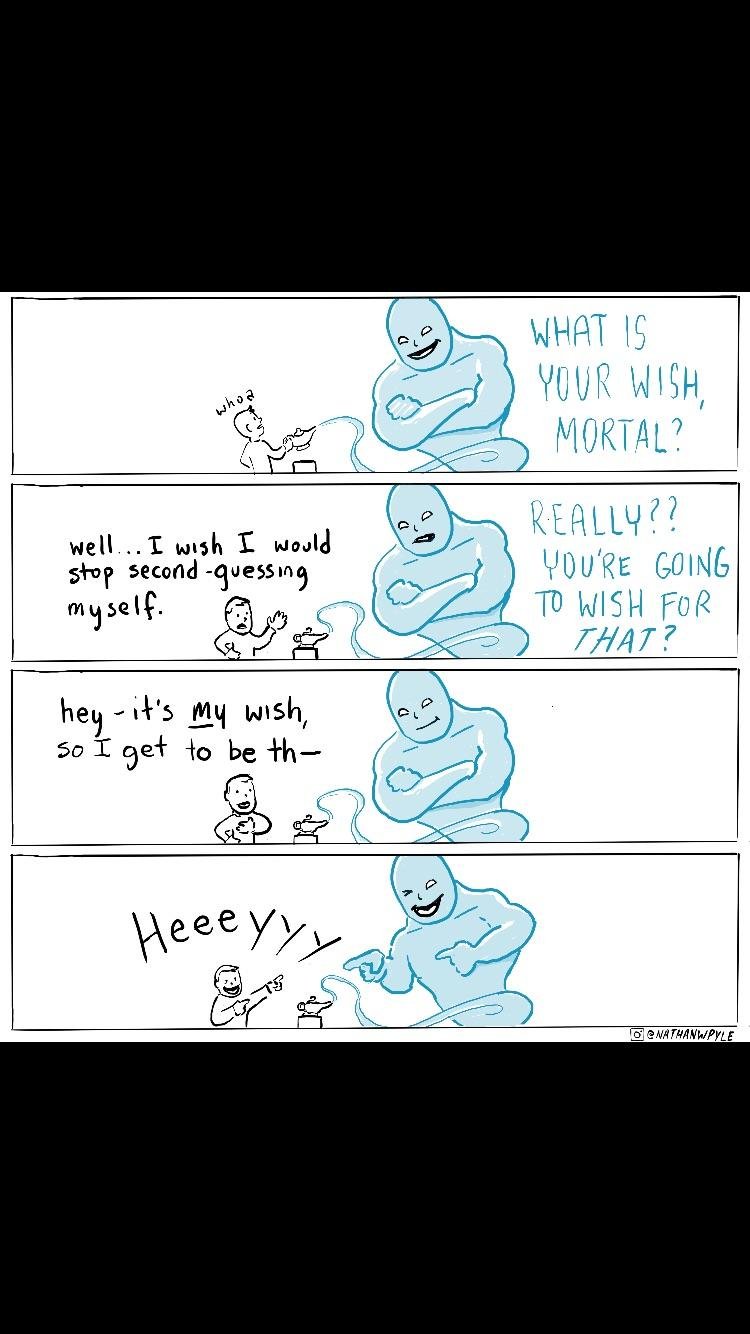 whoa
WHAT IS
YOUR WISH,
MORTAL?
well... I wish I would
stop second-guessing
myself.
REALLY??
YOU'RE GOING
TO WISH FOR
THAT?
hey - it's my wish,
so I get to be th—
Heeeyyy
@NATHANWPYLE